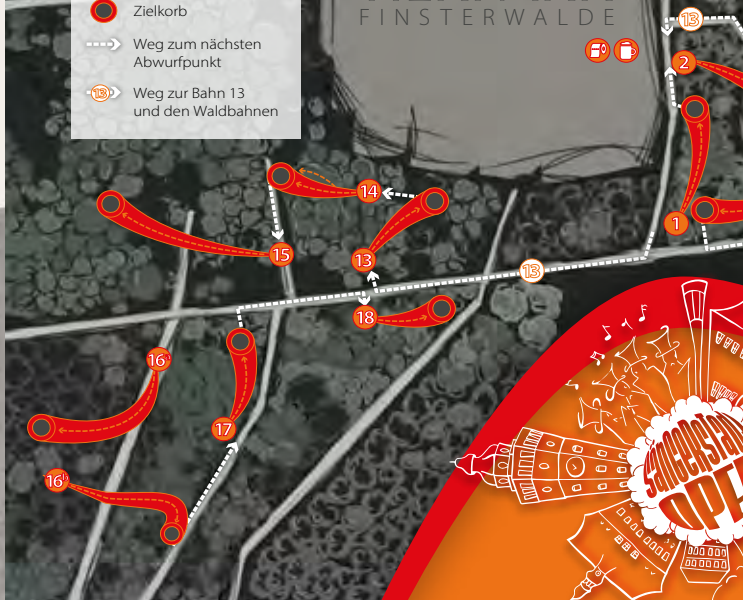 Zielkorb
Weg zum nächsten
Abwurfpunkt
13
Weg zur Bahn 13
und den Waldbahnen
FINSTERWALDE
13
2
1
14
15
13
13
18
16
17
16